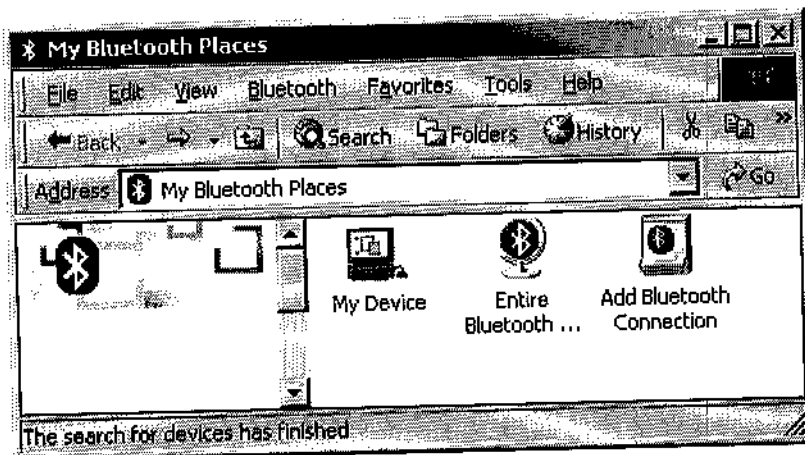 My Bluetooth Places
File Edit View Bluetooth Favorites Tools Help
Back Search Folders History
Address My Bluetooth Places Go
My Device
Entire Bluetooth ...
Add Bluetooth Connection
The search for devices has finished